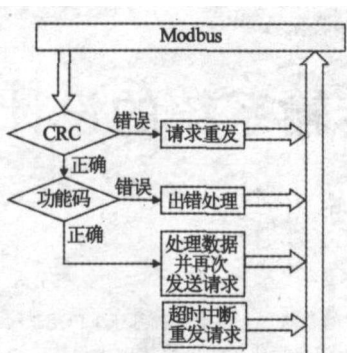 Modbus
CRC
错误
请求重发
正确
功能码
错误
出错处理
正确
处理数据
并再次
发送请求
超时中断
重发请求